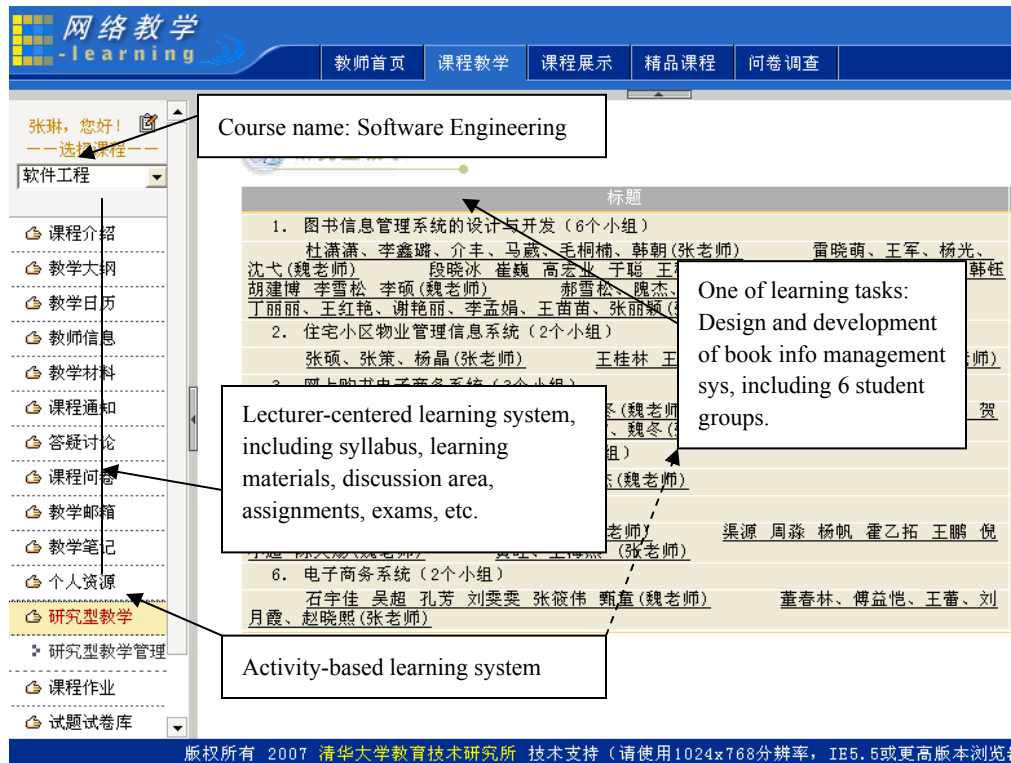 网络教学
-learning
教师首页 课程教学 课程展示 精品课程 问卷调查
张琳，您好！
——选择课程——
软件工程
课程介绍
教学大纲
教学日历
教师信息
教学材料
课程通知
答疑讨论
课程问卷
教学邮箱
教学笔记
个人资源
研究型教学
研究型教学管理
课程作业
试题试卷库
Course name: Software Engineering
标题
1. 图书信息管理系统的设计与开发（6个小组）
杜潇潇、李鑫璐、介丰、马葳、毛桐楠、韩朝(张老师) 雷晓萌、王军、杨光、
沈弋(魏老师) 段晓冰 崔巍 高宏业 于聪 韩钰
胡建博 李雪松 李硕(魏老师) 郝雪松、隗杰、
丁丽丽、王红艳、谢艳丽、李孟娟、王苗苗、张丽颖
2. 住宅小区物业管理信息系统（2个小组）
张硕、张策、杨晶(张老师) 王桂林 师)
3. 网上购书电子商务系统
(魏老师 贺
、魏冬
组）
(魏老师)
老师) 渠源 周淼 杨帆 霍乙拓 王鹏 倪
(张老师)
6. 电子商务系统（2个小组）
石宇佳 吴超 孔芳 刘雯雯 张筱伟 甄童(魏老师) 董春林、傅益恺、王蕾、刘
月霞、赵晓熙(张老师)
One of learning tasks:
Design and development
of book info management
sys, including 6 student
groups.
Lecturer-centered learning system,
including syllabus, learning
materials, discussion area,
assignments, exams, etc.
Activity-based learning system
版权所有 2007 清华大学教育技术研究所 技术支持（请使用1024x768分辨率，IE5.5或更高版本浏览